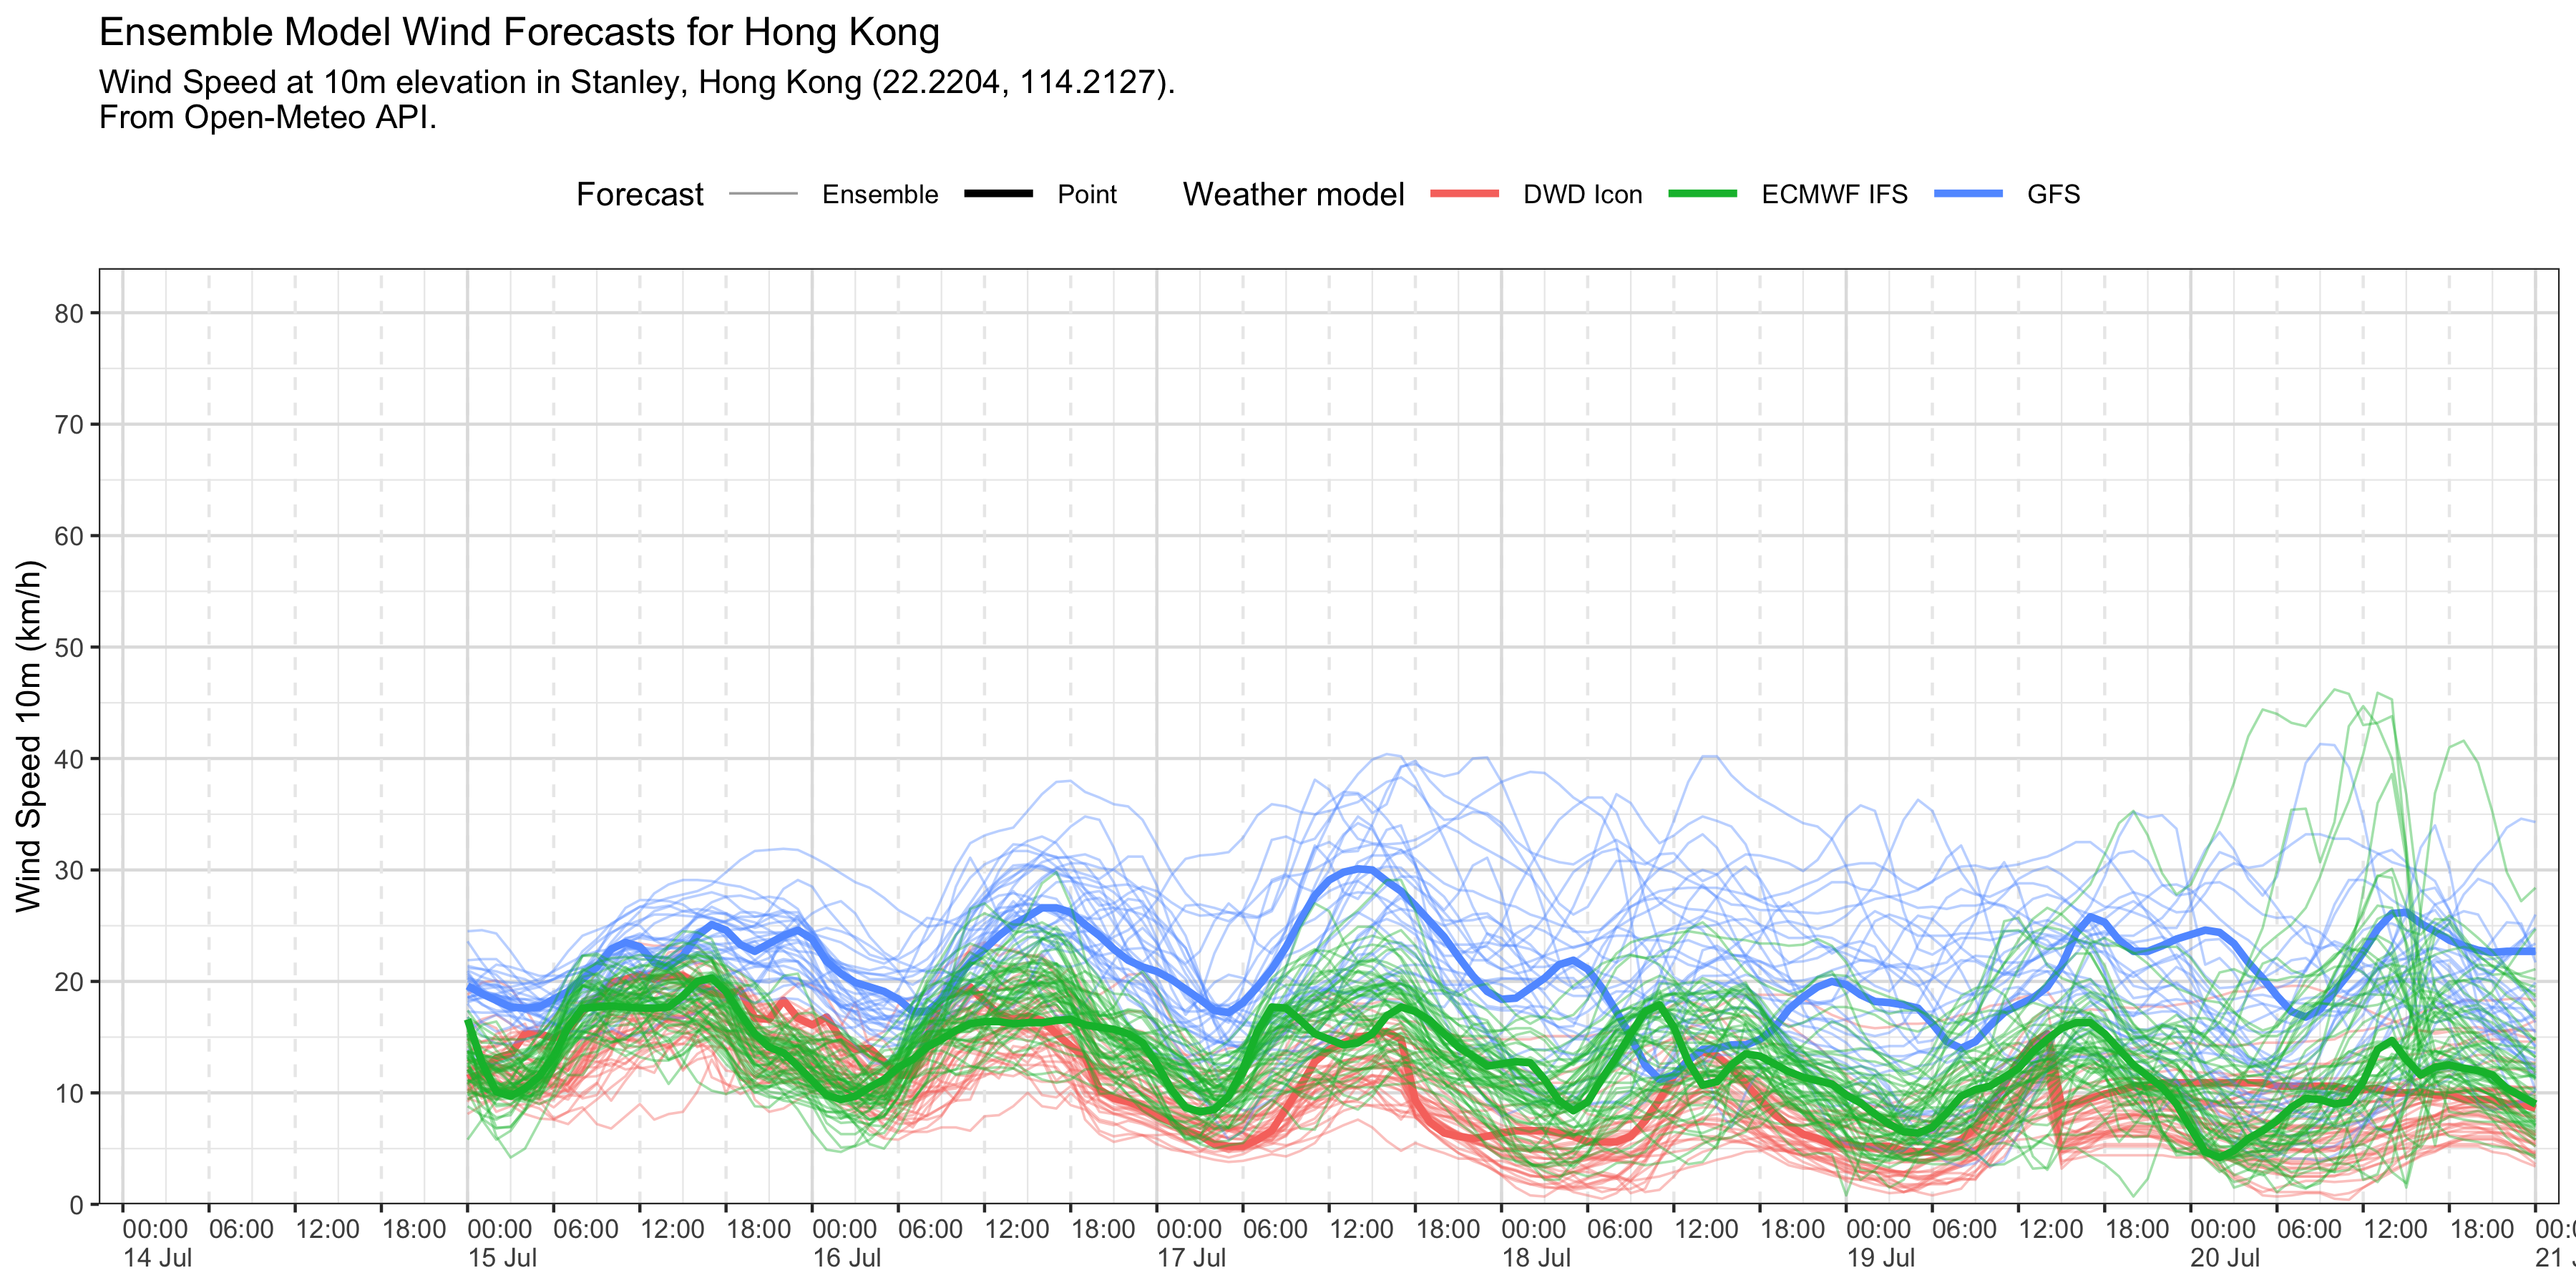 Ensemble Model Wind Forecasts for Hong Kong
Wind Speed at 10m elevation in Stanley, Hong Kong (22.2204, 114.2127).
From Open-Meteo API.
Forecast Ensemble Point Weather model DWD Icon ECMWF IFS GFS
Wind Speed 10m (km/h)
80
70
60
50
40
30
20
10
0
00:00 06:00 12:00 18:00 00:00 06:00 12:00 18:00 00:00 06:00 12:00 18:00 00:00 06:00 12:00 18:00 00:00 06:00 12:00 18:00 00:00 06:00 12:00 18:00 00:00 06:00 12:00 18:00
14 Jul 15 Jul 16 Jul 17 Jul 18 Jul 19 Jul 20 Jul 21